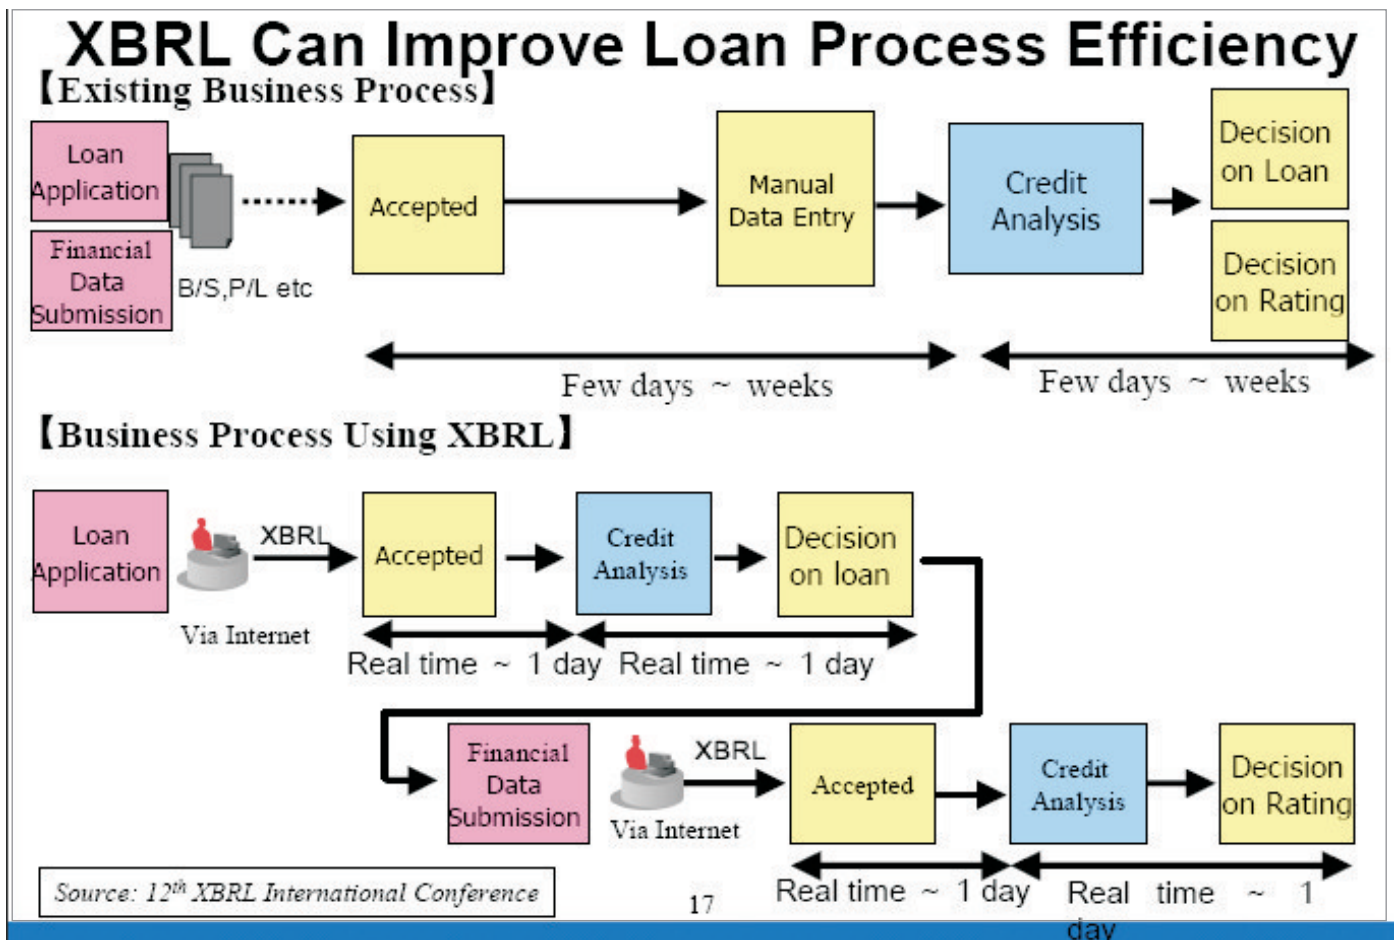 XBRL Can Improve Loan Process Efficiency
【Existing Business Process】
Loan
Application
Financial
Data
Submission
B/S,P/L etc
Accepted
Manual
Data Entry
Credit
Analysis
Decision
on Loan
Decision
on Rating
Few days ~ weeks
Few days ~ weeks
【Business Process Using XBRL】
Loan
Application
XBRL
Via Internet
Accepted
Credit
Analysis
Decision
on loan
Real time ~ 1 day
Real time ~ 1 day
Financial
Data
Submission
XBRL
Via Internet
Accepted
Credit
Analysis
Decision
on Rating
Real time ~ 1 day
Real time ~ 1
day
Source: 12th XBRL International Conference
17